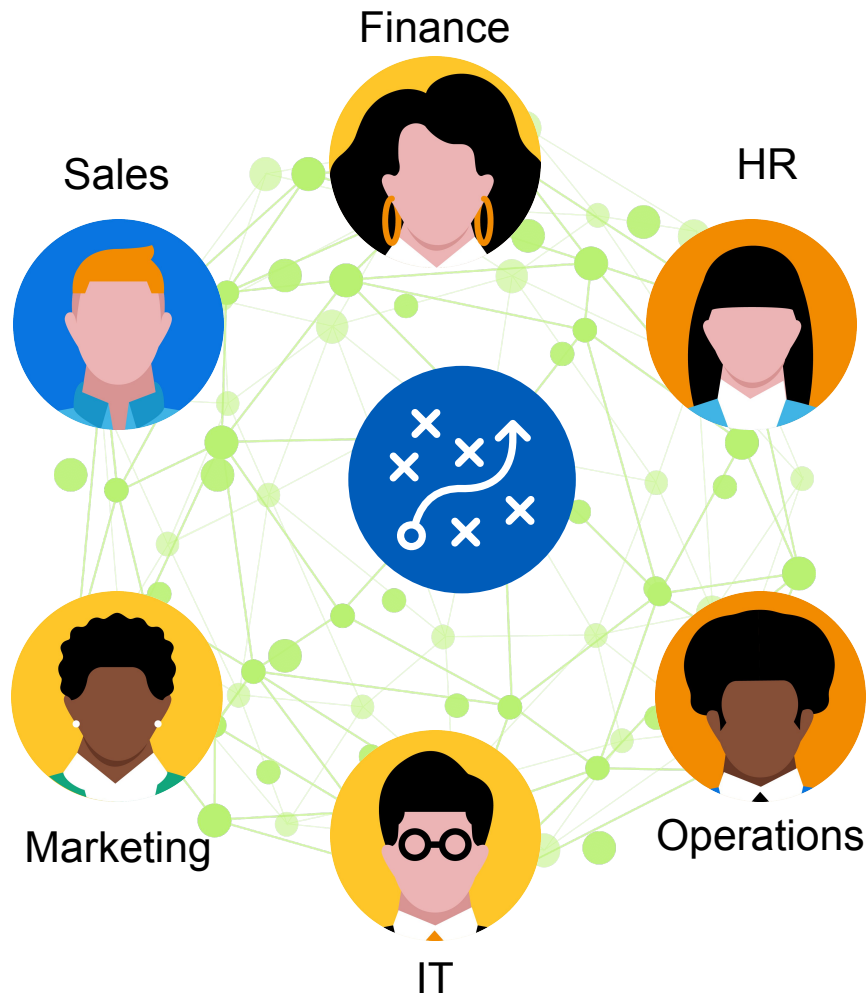 Finance
Sales
HR
Marketing
Operations
IT